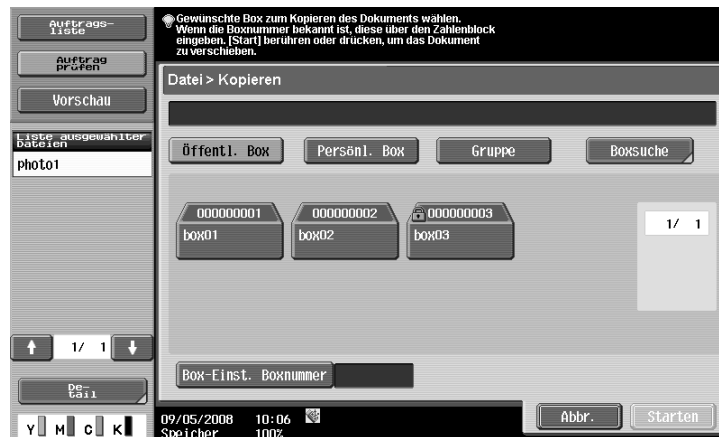 Auftrags-
liste
Auftrag
prüfen
Vorschau
Liste ausgewählter
Dateien
photo1
1/ 1
De-
tail
Y M C K
Gewünschte Box zum Kopieren des Dokuments wählen.
Wenn die Boxnummer bekannt ist, diese über den Zahlenblock
eingeben. [Start] berühren oder drücken, um das Dokument
zu verschieben.
Datei > Kopieren
Öffentl. Box
Persönl. Box
Gruppe
Boxsuche
000000001
box01
000000002
box02
000000003
box03
1/ 1
Box-Einst. Boxnummer
Abbr.
Starten
09/05/2008 10:06
Speicher 100%